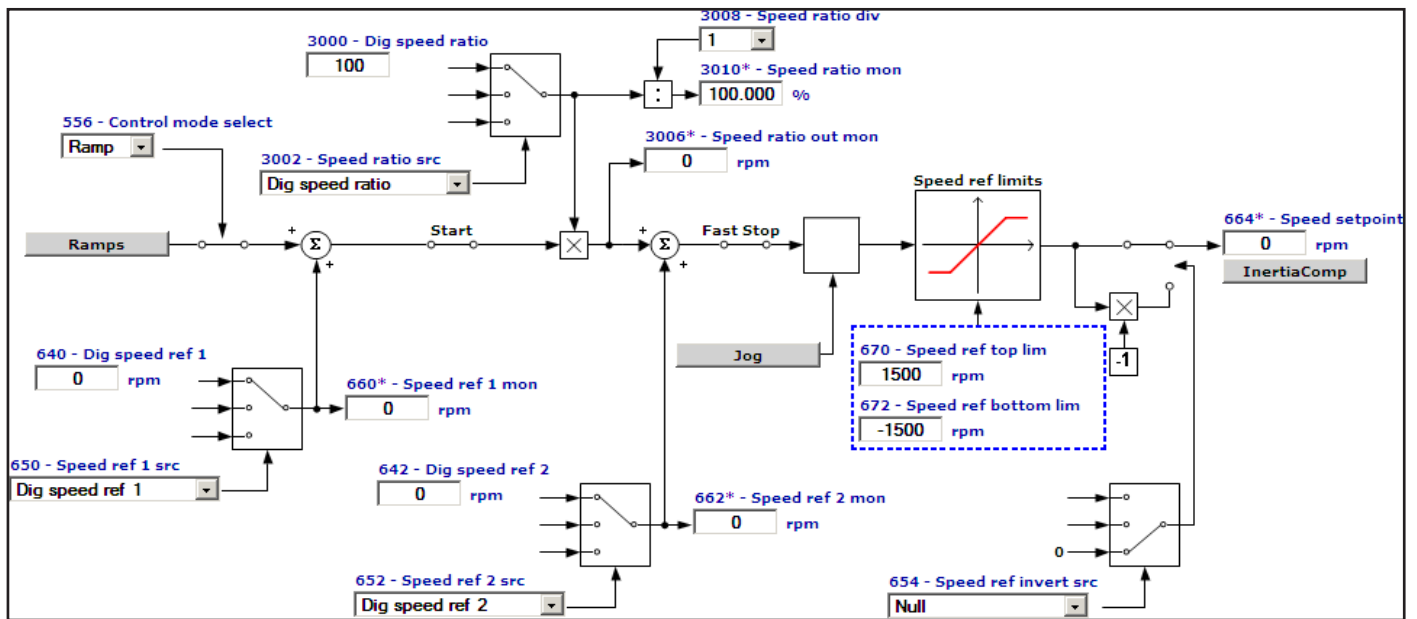 3008 - Speed ratio div
1
3000 - Dig speed ratio
100
3010* - Speed ratio mon
:
100.000 %
556 - Control mode select
Ramp
3006* - Speed ratio out mon
0 rpm
3002 - Speed ratio src
Dig speed ratio
Speed ref limits
664* - Speed setpoint
0 rpm
InertiaComp
Ramps
+
Σ
+
Start
×
+
Σ
+
Fast Stop
×
-1
Jog
670 - Speed ref top lim
1500 rpm
672 - Speed ref bottom lim
-1500 rpm
640 - Dig speed ref 1
0 rpm
660* - Speed ref 1 mon
0 rpm
650 - Speed ref 1 src
Dig speed ref 1
642 - Dig speed ref 2
0 rpm
662* - Speed ref 2 mon
0 rpm
652 - Speed ref 2 src
Dig speed ref 2
0
654 - Speed ref invert src
Null